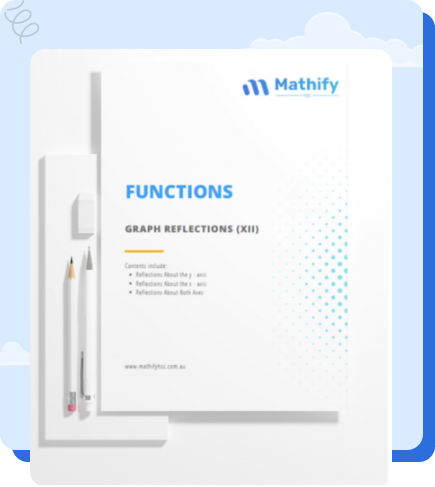 Mathify
HSC
FUNCTIONS
GRAPH REFLECTIONS (XII)
Contents include:
• Reflections About the y - axis
• Reflections About the x - axis
• Reflections About Both Axes
www.mathifyhsc.com.au